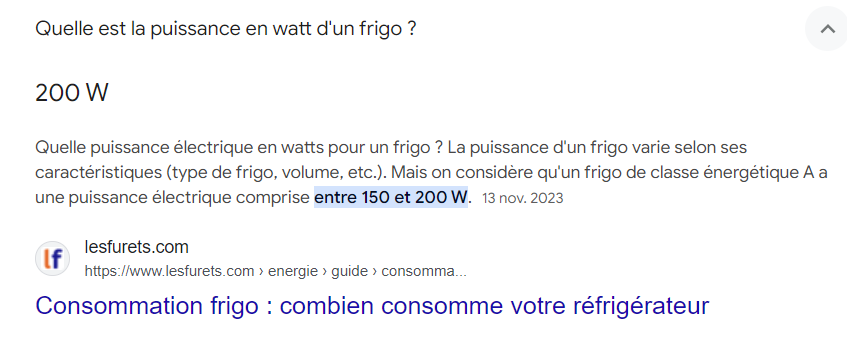 Quelle est la puissance en watt d'un frigo ?
200 W
Quelle puissance électrique en watts pour un frigo ? La puissance d'un frigo varie selon ses
caractéristiques (type de frigo, volume, etc.). Mais on considère qu'un frigo de classe énergétique A a
une puissance électrique comprise entre 150 et 200 W. 13 nov. 2023
lf lesfurets.com
https://www.lesfurets.com › energie › guide › consomma...
Consommation frigo : combien consomme votre réfrigérateur